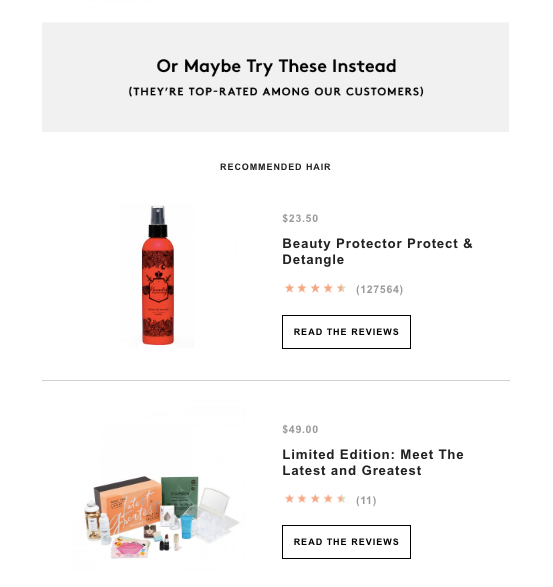 Or Maybe Try These Instead
(THEY'RE TOP-RATED AMONG OUR CUSTOMERS)
RECOMMENDED HAIR
$23.50
Beauty Protector Protect &
Detangle
(127564)
READ THE REVIEWS
$49.00
Limited Edition: Meet The
Latest and Greatest
(11)
READ THE REVIEWS